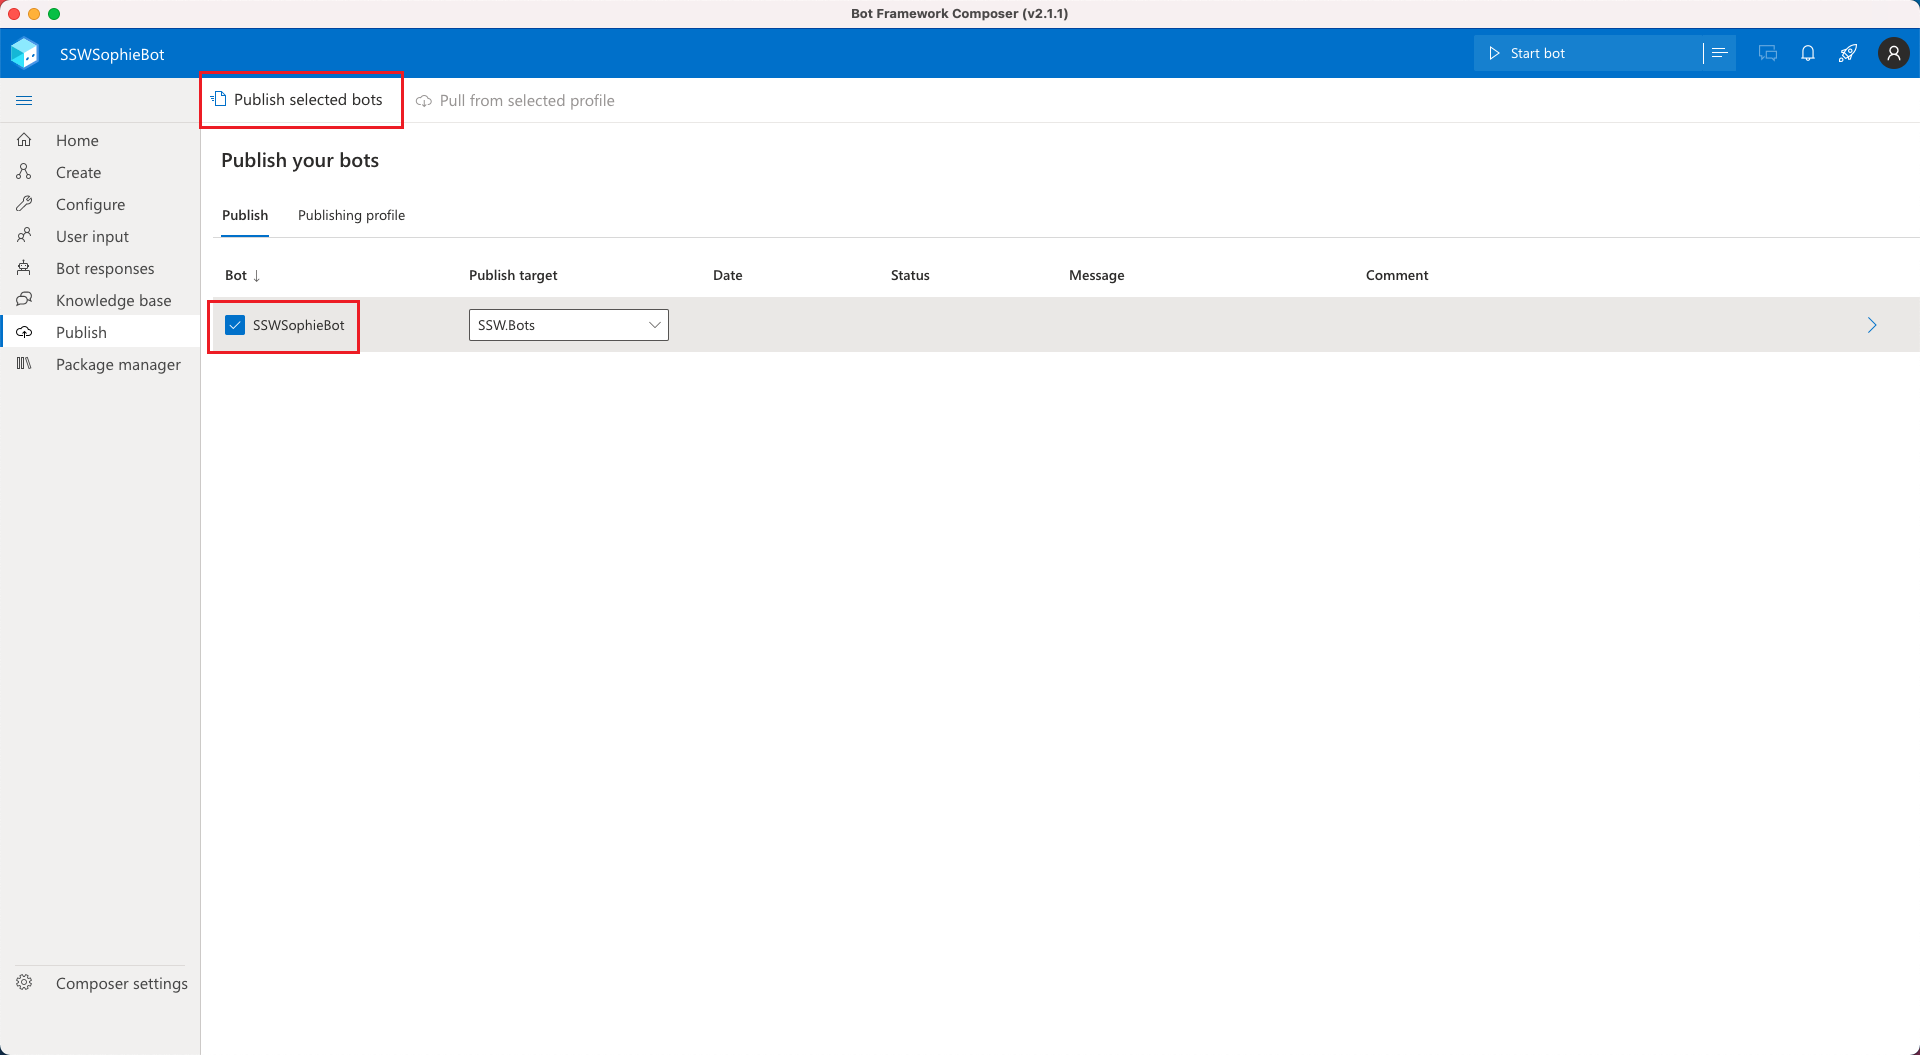 Bot Framework Composer (v2.1.1)
SSWSophieBot
Start bot
Publish selected bots
Pull from selected profile
Home
Create
Configure
User input
Bot responses
Knowledge base
Publish
Package manager
Composer settings
Publish your bots
Publish Publishing profile
Bot Publish target Date Status Message Comment
SSWSophieBot SSW.Bots